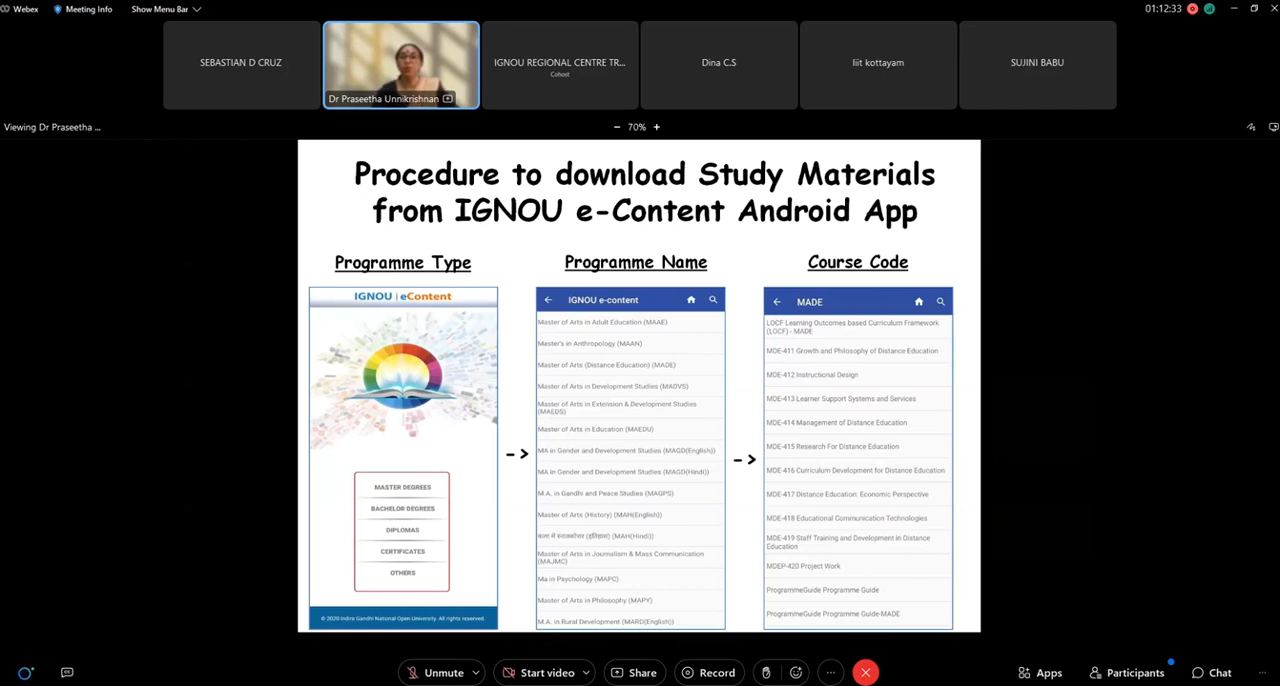 Webex
Meeting Info
Show Menu Bar
01:12:33
SEBASTIAN D CRUZ
Dr Praseetha Unnikrishnan
IGNOU REGIONAL CENTRE TR...
Cohost
Dina C.S
Iiit kottayam
SUJINI BABU
Viewing Dr Praseetha ...
70%
Procedure to download Study Materials
from IGNOU e-Content Android App
Programme Type
IGNOU | eContent
MASTER DEGREES
BACHELOR DEGREES
DIPLOMAS
CERTIFICATES
OTHERS
© 2020 Indira Gandhi National Open University. All rights reserved.
Programme Name
IGNOU e-content
Master of Arts in Adult Education (MAAE)
Master's in Anthropology (MAAN)
Master of Arts (Distance Education) (MADE)
Master of Arts in Development Studies (MADVS)
Master of Arts in Extension & Development Studies
(MAEDS)
Master of Arts in Education (MAEDU)
MA in Gender and Development Studies (MAGD(English))
MA in Gender and Development Studies (MAGD(Hindi))
M.A. in Gandhi and Peace Studies (MAGPS)
Master of Arts (History) (MAH(English))
(MAH(Hindi))
Master of Arts in Journalism & Mass Communication
(MAJMC)
Ma in Psychology (MAPC)
Master of Arts in Philosophy (MAPY)
M.A. in Rural Development (MARD(English))
Course Code
MADE
LOCF Learning Outcomes based Curriculum Framework
(LOCF) - MADE
MDE-411 Growth and Philosophy of Distance Education
MDE-412 Instructional Design
MDE-413 Learner Support Systems and Services
MDE-414 Management of Distance Education
MDE-415 Research For Distance Education
MDE-416 Curriculum Development for Distance Education
MDE-417 Distance Education: Economic Perspective
MDE-418 Educational Communication Technologies
MDE-419 Staff Training and Development in Distance
Education
MDEP-420 Project Work
ProgrammeGuide Programme Guide
ProgrammeGuide Programme Guide-MADE
Unmute
Start video
Share
Record
Apps
Participants
Chat